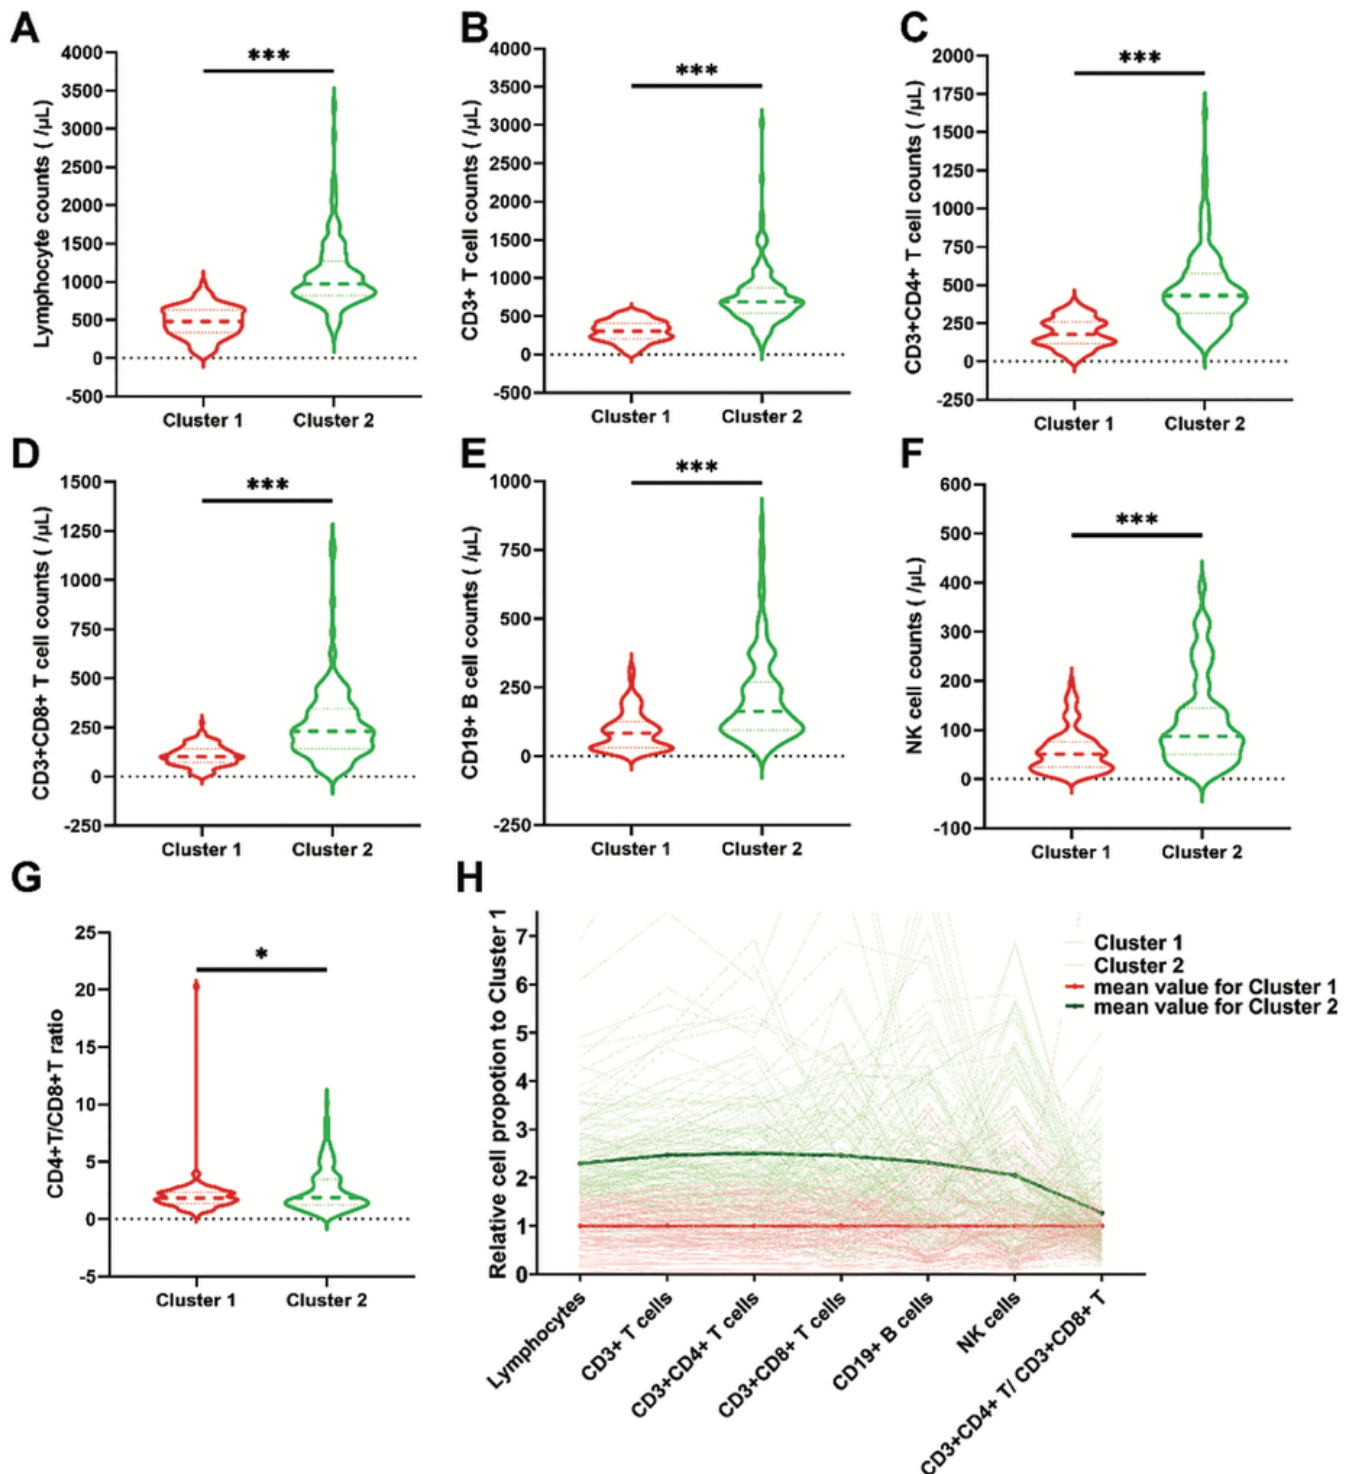 A
Lymphocyte counts ( /μL)
4000
3500
3000
2500
2000
1500
1000
500
0
-500
***
Cluster 1
Cluster 2
B
CD3+ T cell counts ( /μL)
4000
3500
3000
2500
2000
1500
1000
500
0
-500
***
Cluster 1
Cluster 2
C
CD3+CD4+ T cell counts ( /μL)
2000
1750
1500
1250
1000
750
500
250
0
-250
***
Cluster 1
Cluster 2
D
CD3+CD8+ T cell counts ( /μL)
1500
1250
1000
750
500
250
0
-250
***
Cluster 1
Cluster 2
E
CD19+ B cell counts ( /μL)
1000
750
500
250
0
-250
***
Cluster 1
Cluster 2
F
NK cell counts ( /μL)
600
500
400
300
200
100
0
-100
***
Cluster 1
Cluster 2
G
CD4+T/CD8+T ratio
25
20
15
10
5
0
-5
*
Cluster 1
Cluster 2
H
Relative cell propotion to Cluster 1
7
6
5
4
3
2
1
0
Cluster 1
Cluster 2
mean value for Cluster 1
mean value for Cluster 2
Lymphocytes
CD3+ T cells
CD3+CD4+ T cells
CD3+CD8+ T cells
CD19+ B cells
NK cells
CD3+CD4+ T/ CD3+CD8+ T